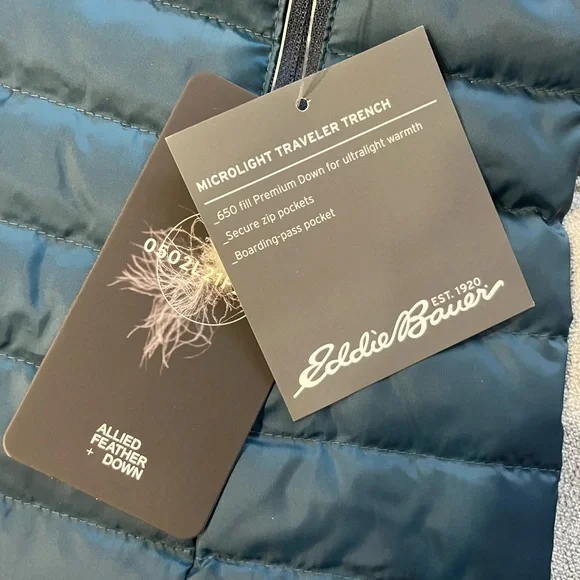 MICROLIGHT TRAVELER TRENCH
_650 fill Premium Down for ultralight warmth
_Secure zip pockets
_Boarding-pass pocket
Eddie Bauer
EST. 1920
ALLIED
FEATHER
+ DOWN